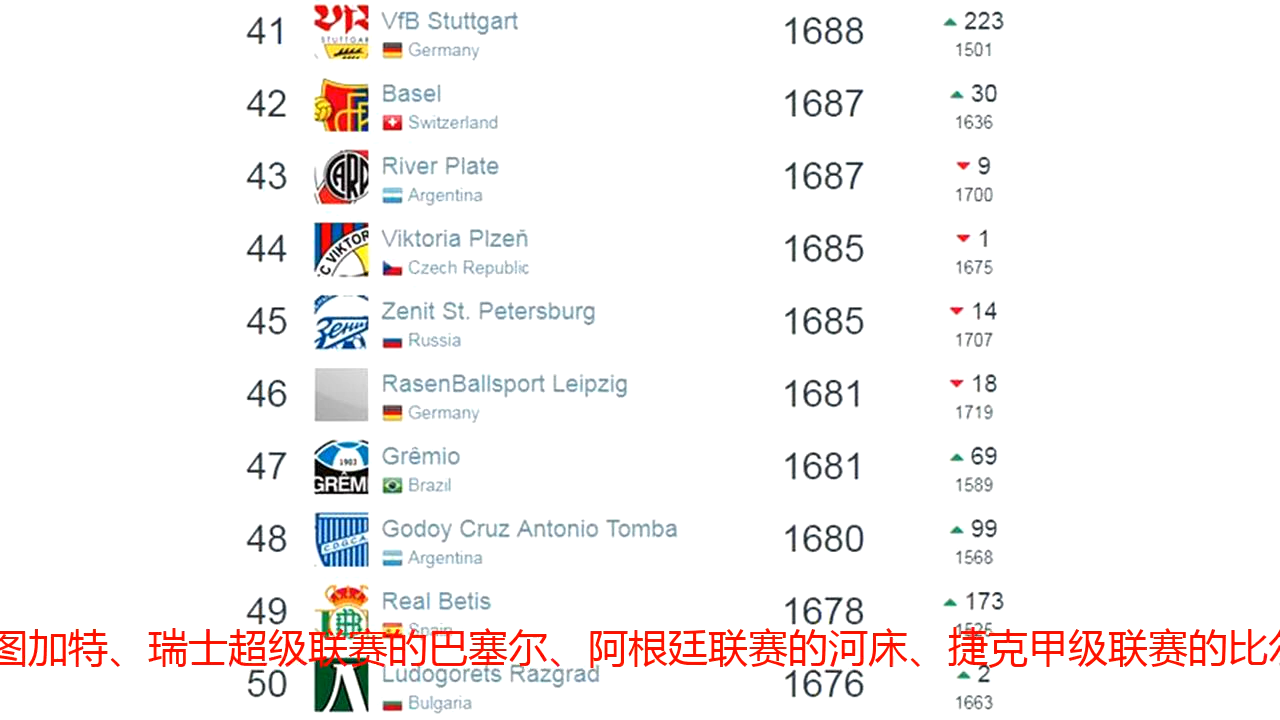 41 VfB Stuttgart 1688 223
Germany 1501
42 Basel 1687 30
Switzerland 1636
43 River Plate 1687 9
Argentina 1700
44 Viktoria Plzeň 1685 1
Czech Republic 1675
45 Zenit St. Petersburg 1685 14
Russia 1707
46 RasenBallsport Leipzig 1681 18
Germany 1719
47 Grêmio 1681 69
Brazil 1589
48 Godoy Cruz Antonio Tomba 1680 99
Argentina 1568
49 Real Betis 1678 173
Spain
图加特、瑞士超级联赛的巴塞尔、阿根廷联赛的河床、捷克甲级联赛的比尔
50 Ludogorets Razgrad 1676 2
Bulgaria 1663